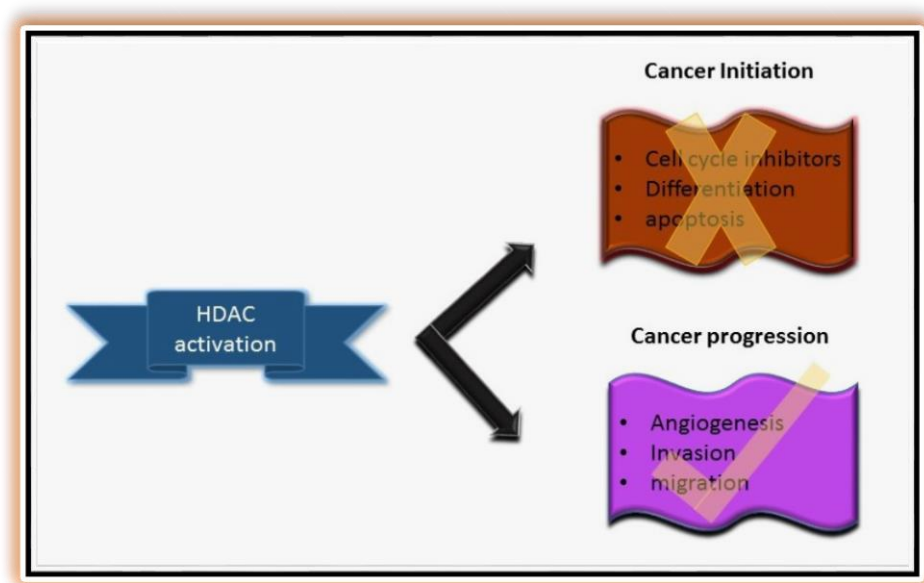 Cancer Initiation
• Cell cycle inhibitors
• Differentiation
• apoptosis
HDAC
activation
Cancer progression
• Angiogenesis
• Invasion
• migration